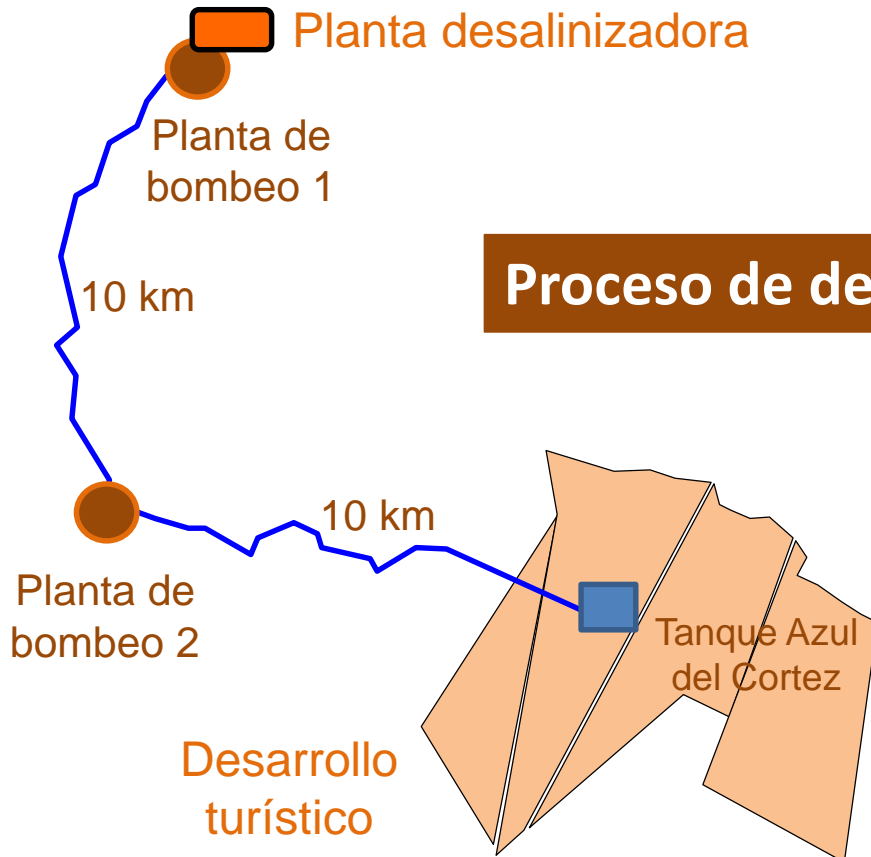 Planta desalinizadora
Planta de
bombeo 1
10 km
Proceso de de
10 km
Planta de
bombeo 2
Tanque Azul
del Cortez
Desarrollo
turístico